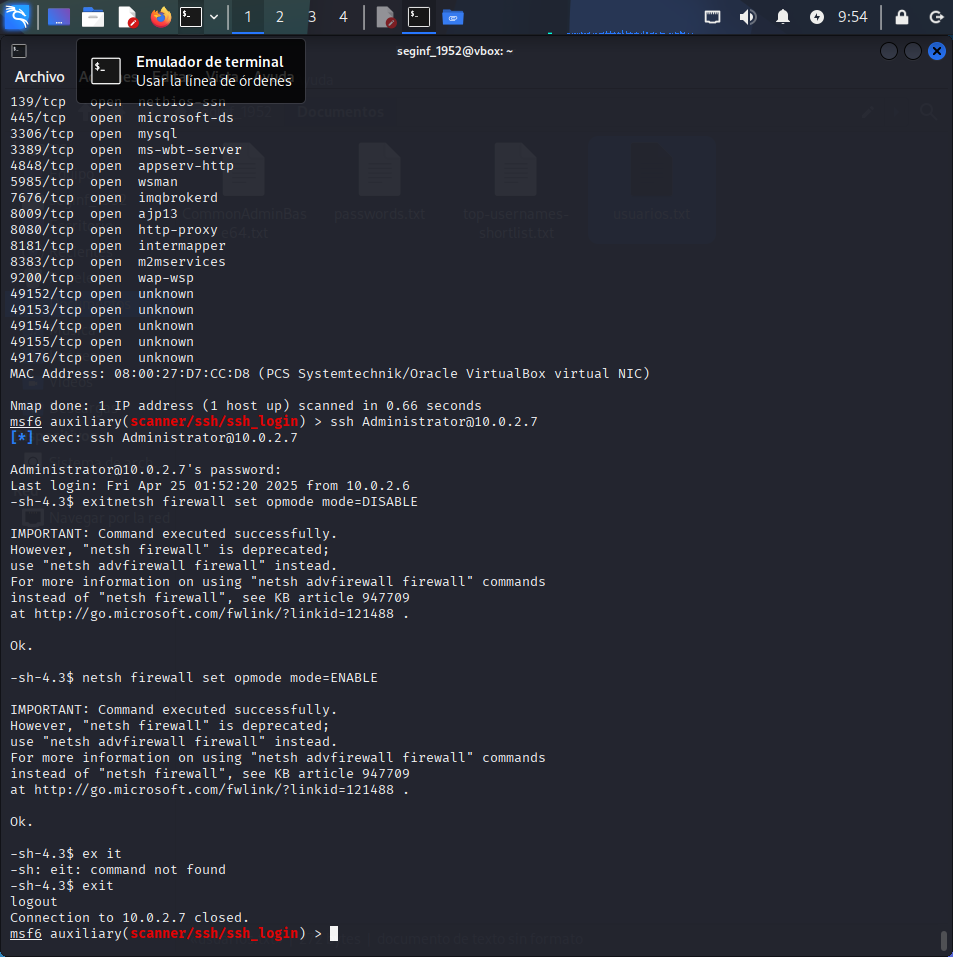 1 2 3 4 9:54
seginf_1952@vbox: ~
Archivo
Emulador de terminal
Usar la línea de órdenes
139/tcp open netbios-ssn
445/tcp open microsoft-ds
3306/tcp open mysql
3389/tcp open ms-wbt-server
4848/tcp open appserv-http
5985/tcp open wsman
7676/tcp open imqbrokerd
8009/tcp open ajp13
8080/tcp open http-proxy
8181/tcp open intermapper
8383/tcp open m2mservices
9200/tcp open wap-wsp
49152/tcp open unknown
49153/tcp open unknown
49154/tcp open unknown
49155/tcp open unknown
49176/tcp open unknown
MAC Address: 08:00:27:D7:CC:D8 (PCS Systemtechnik/Oracle VirtualBox virtual NIC)
Nmap done: 1 IP address (1 host up) scanned in 0.66 seconds
msf6 auxiliary(scanner/ssh/ssh_login) > ssh Administrator@10.0.2.7
[*] exec: ssh Administrator@10.0.2.7
Administrator@10.0.2.7's password:
Last login: Fri Apr 25 01:52:20 2025 from 10.0.2.6
-sh-4.3$ exitnetsh firewall set opmode mode=DISABLE
IMPORTANT: Command executed successfully.
However, "netsh firewall" is deprecated;
use "netsh advfirewall firewall" instead.
For more information on using "netsh advfirewall firewall" commands
instead of "netsh firewall", see KB article 947709
at http://go.microsoft.com/fwlink/?linkid=121488 .
Ok.
-sh-4.3$ netsh firewall set opmode mode=ENABLE
IMPORTANT: Command executed successfully.
However, "netsh firewall" is deprecated;
use "netsh advfirewall firewall" instead.
For more information on using "netsh advfirewall firewall" commands
instead of "netsh firewall", see KB article 947709
at http://go.microsoft.com/fwlink/?linkid=121488 .
Ok.
-sh-4.3$ ex it
-sh: eit: command not found
-sh-4.3$ exit
logout
Connection to 10.0.2.7 closed.
msf6 auxiliary(scanner/ssh/ssh_login) >
Documentos
passwords.txt
top-usernames-shortlist.txt
usuarios.txt